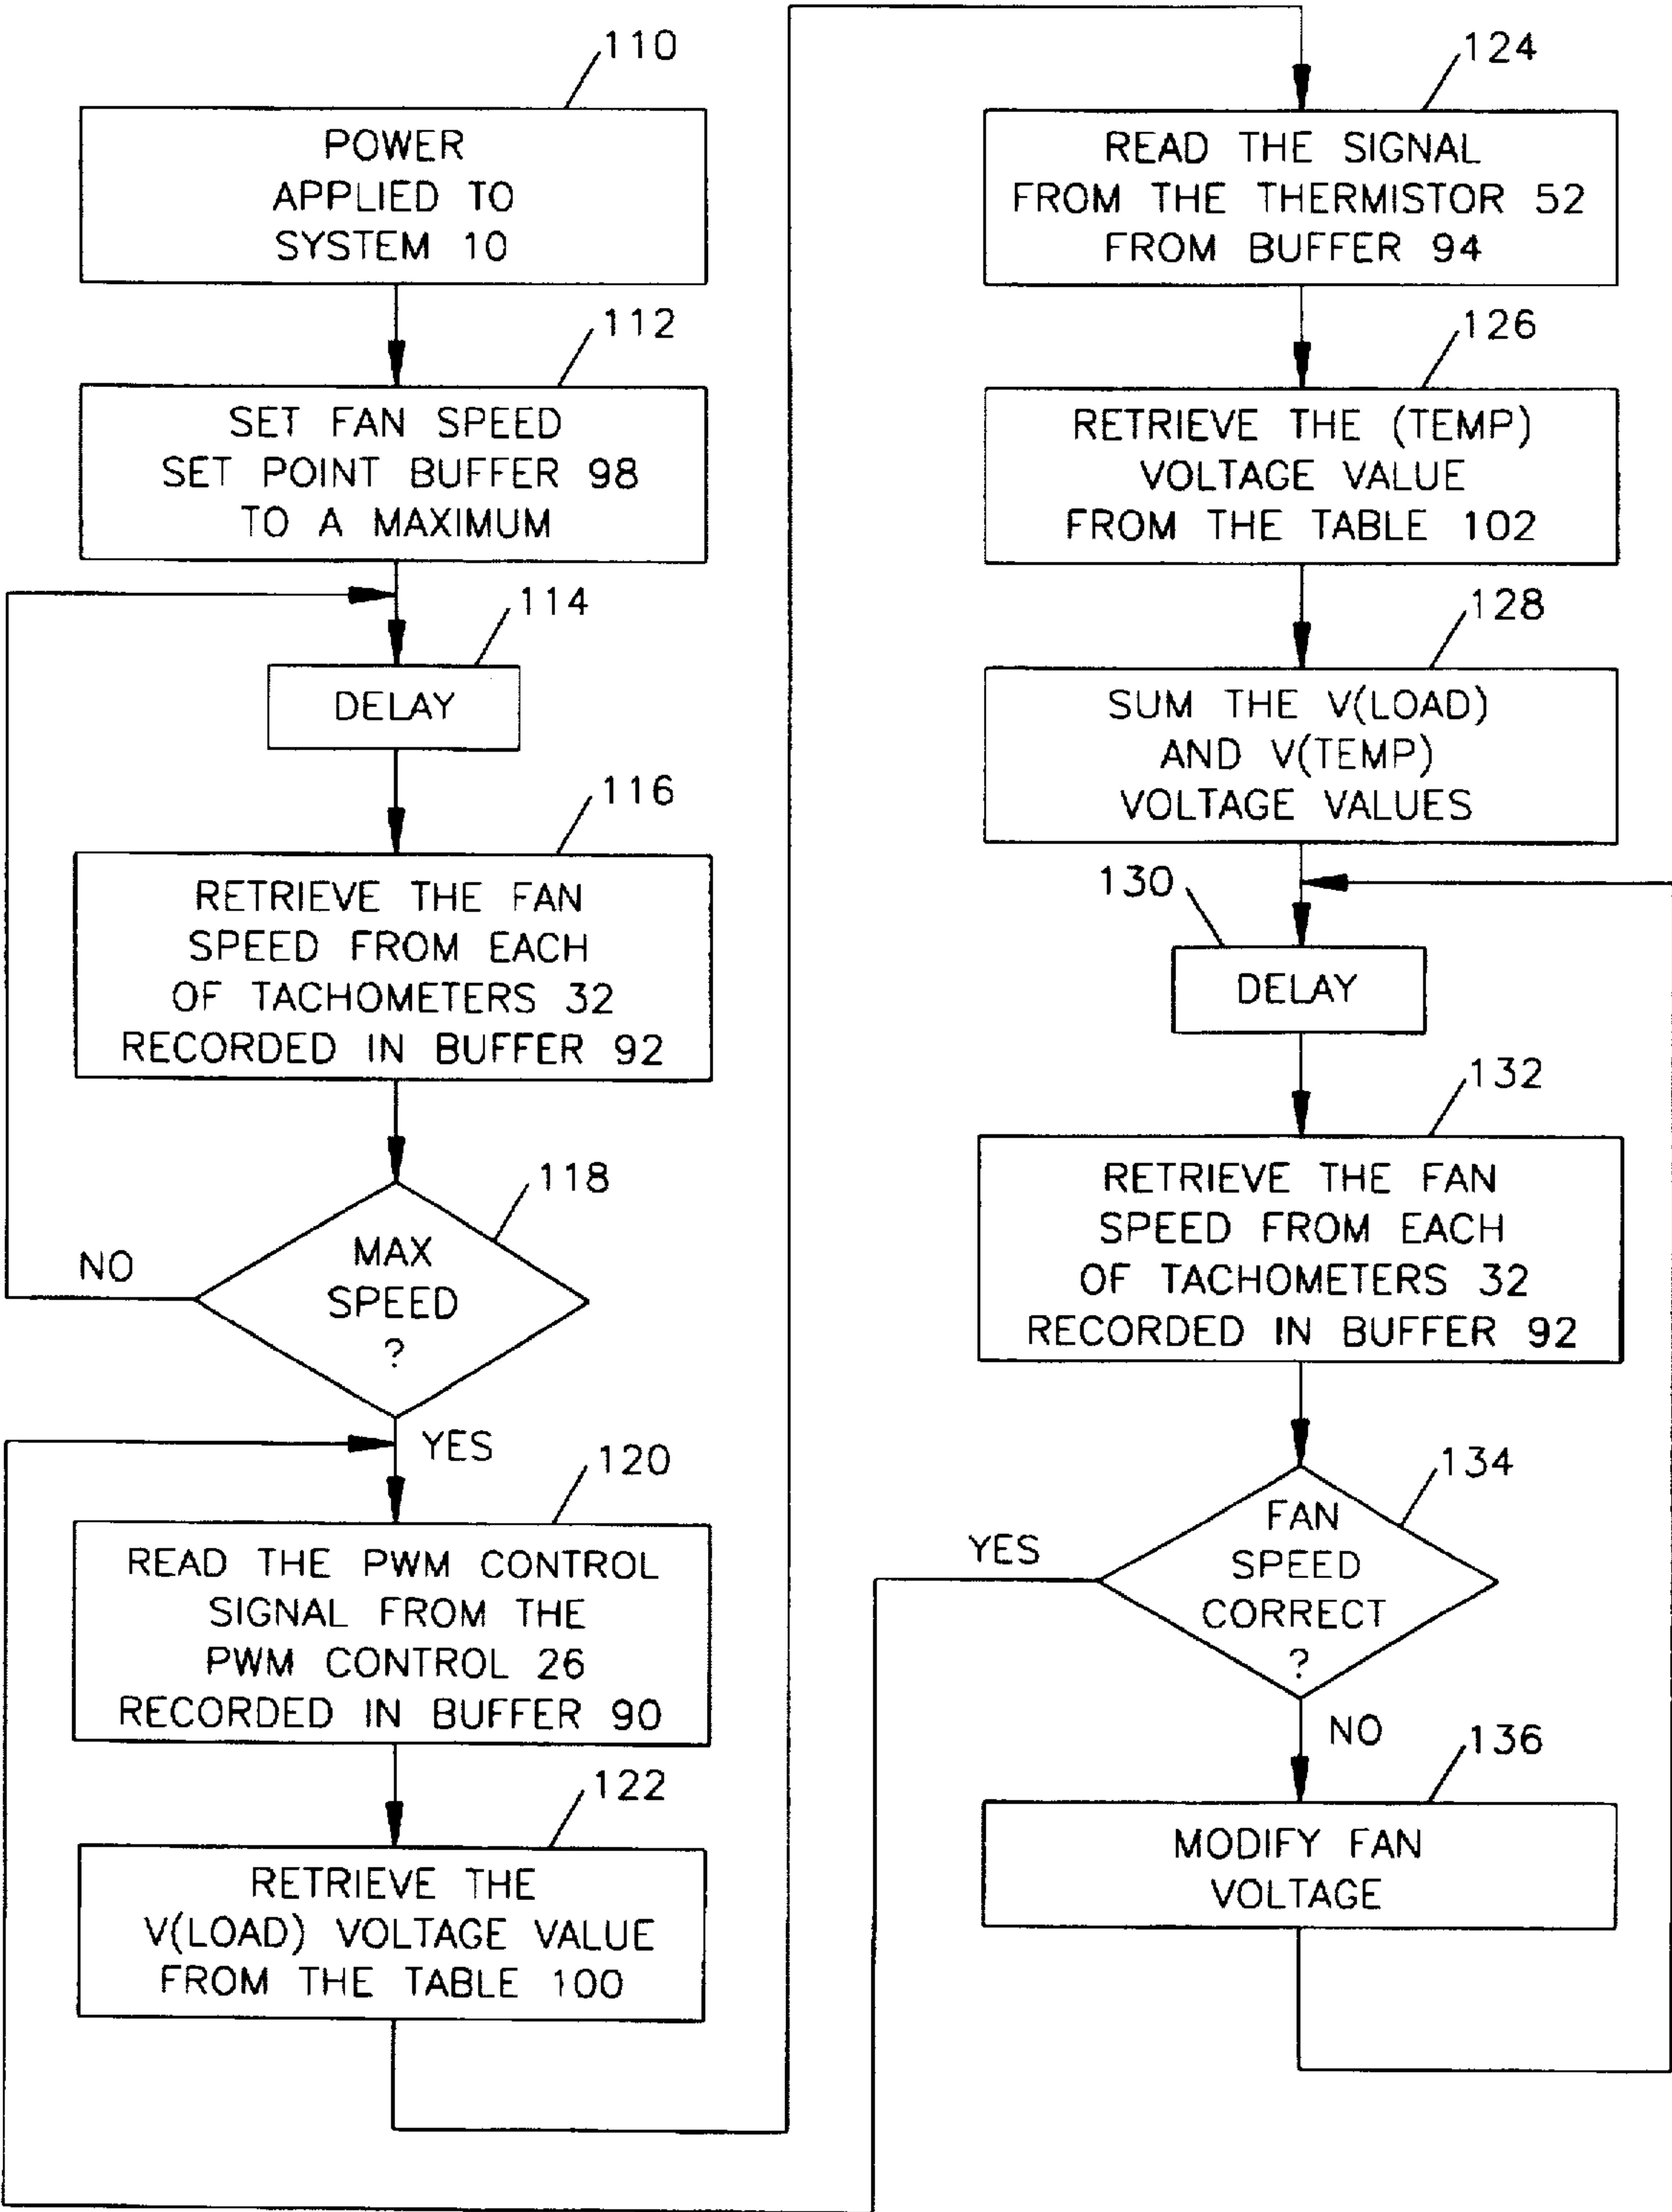 110
POWER
APPLIED TO
SYSTEM 10
112
SET FAN SPEED
SET POINT BUFFER 98
TO A MAXIMUM
114
DELAY
116
RETRIEVE THE FAN
SPEED FROM EACH
OF TACHOMETERS 32
RECORDED IN BUFFER 92
118
MAX
SPEED
?
NO
YES
120
READ THE PWM CONTROL
SIGNAL FROM THE
PWM CONTROL 26
RECORDED IN BUFFER 90
122
RETRIEVE THE
V(LOAD) VOLTAGE VALUE
FROM THE TABLE 100
124
READ THE SIGNAL
FROM THE THERMISTOR 52
FROM BUFFER 94
126
RETRIEVE THE (TEMP)
VOLTAGE VALUE
FROM THE TABLE 102
128
SUM THE V(LOAD)
AND V(TEMP)
VOLTAGE VALUES
130
DELAY
132
RETRIEVE THE FAN
SPEED FROM EACH
OF TACHOMETERS 32
RECORDED IN BUFFER 92
134
FAN
SPEED
CORRECT
?
YES
NO
136
MODIFY FAN
VOLTAGE